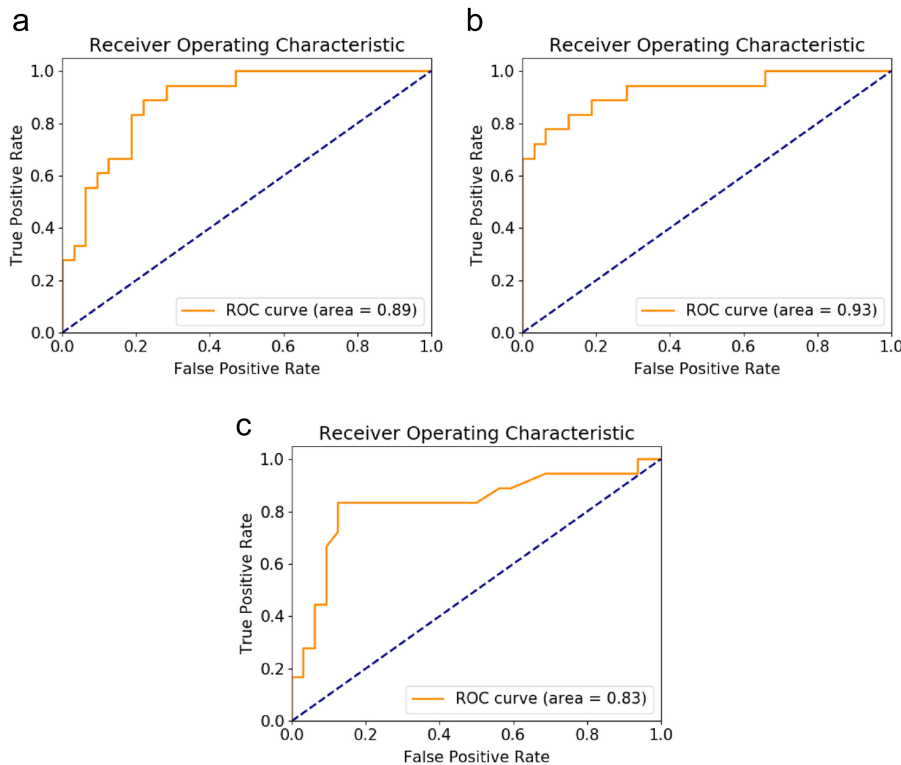 a
Receiver Operating Characteristic
1.0
0.8
0.6
0.4
0.2
0.0
True Positive Rate
ROC curve (area = 0.89)
0.0 0.2 0.4 0.6 0.8 1.0
False Positive Rate
b
Receiver Operating Characteristic
1.0
0.8
0.6
0.4
0.2
0.0
True Positive Rate
ROC curve (area = 0.93)
0.0 0.2 0.4 0.6 0.8 1.0
False Positive Rate
c
Receiver Operating Characteristic
1.0
0.8
0.6
0.4
0.2
0.0
True Positive Rate
ROC curve (area = 0.83)
0.0 0.2 0.4 0.6 0.8 1.0
False Positive Rate